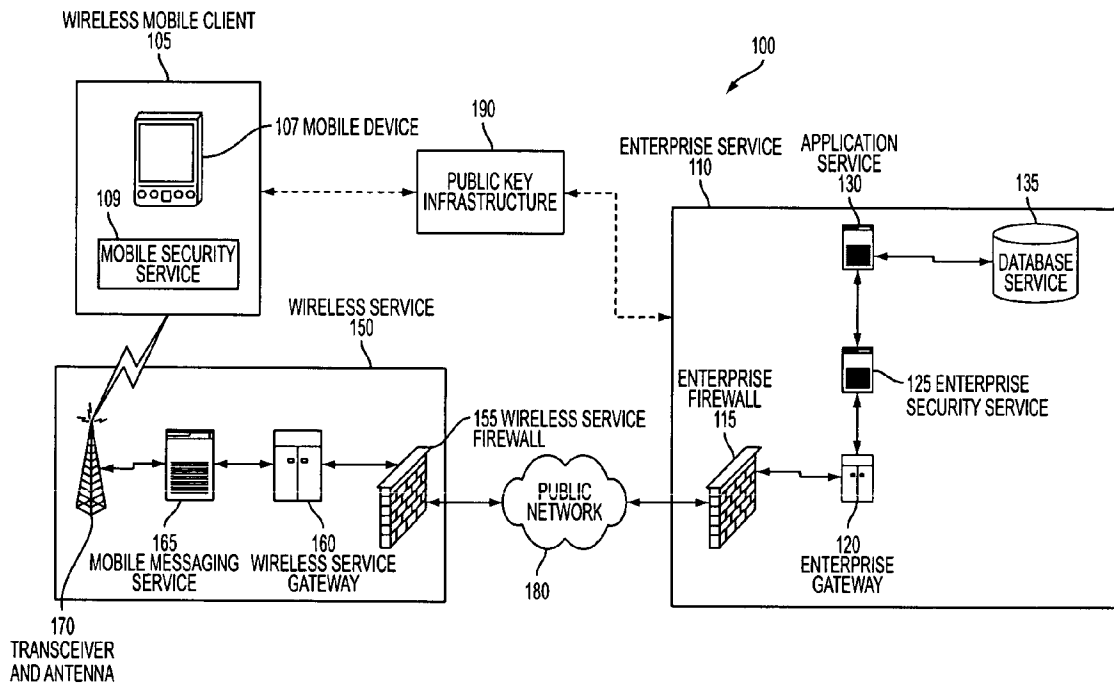 WIRELESS MOBILE CLIENT
105
107 MOBILE DEVICE
109
MOBILE SECURITY
SERVICE
190
PUBLIC KEY
INFRASTRUCTURE
100
ENTERPRISE SERVICE
110
APPLICATION
SERVICE
130
135
DATABASE
SERVICE
125 ENTERPRISE
SECURITY SERVICE
ENTERPRISE
FIREWALL
115
120
ENTERPRISE
GATEWAY
WIRELESS SERVICE
150
155 WIRELESS SERVICE
FIREWALL
165
MOBILE MESSAGING
SERVICE
160
WIRELESS SERVICE
GATEWAY
PUBLIC
NETWORK
180
170
TRANSCEIVER
AND ANTENNA